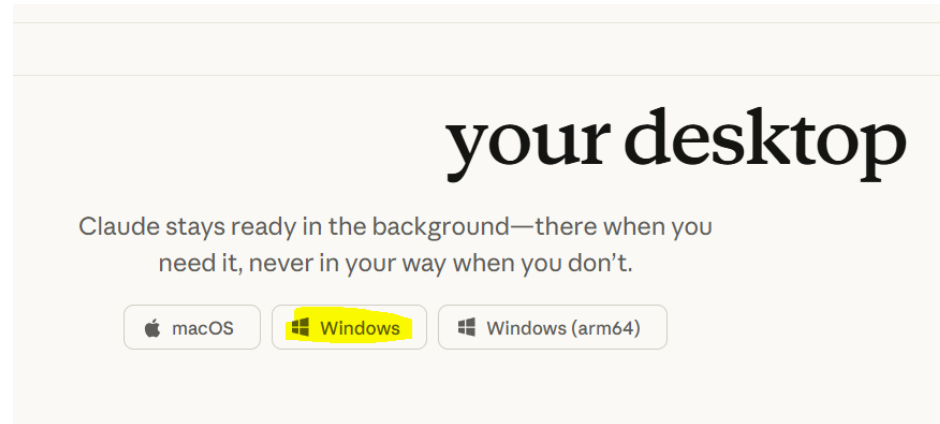 your desktop
Claude stays ready in the background—there when you
need it, never in your way when you don’t.
macOS Windows Windows (arm64)